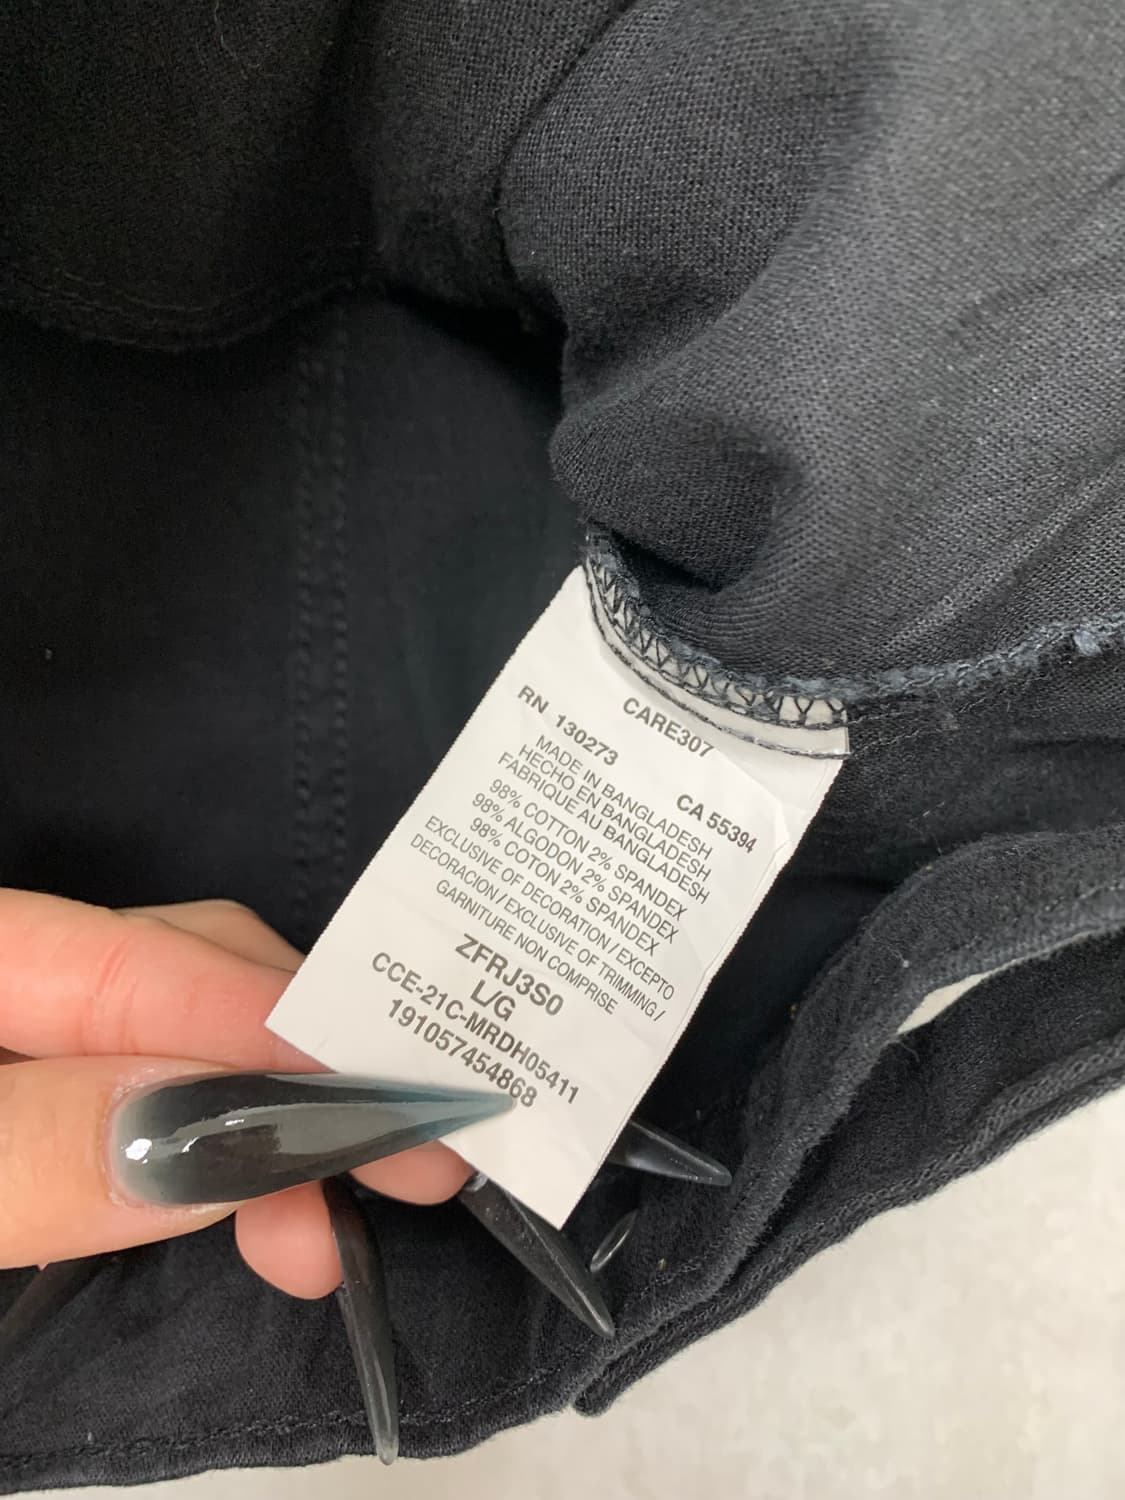 CARE307
RN 130273 CA 55394
MADE IN BANGLADESH
HECHO EN BANGLADESH
FABRIQUE AU BANGLADESH
98% COTTON 2% SPANDEX
98% ALGODON 2% SPANDEX
98% COTON 2% SPANDEX
EXCLUSIVE OF DECORATION / EXCEPTO
DECORACION / EXCLUSIVE OF TRIMMING /
GARNITURE NON COMPRISE
ZFRJ3S0
L/G
CCE-21C-MRDH05411
191057454868